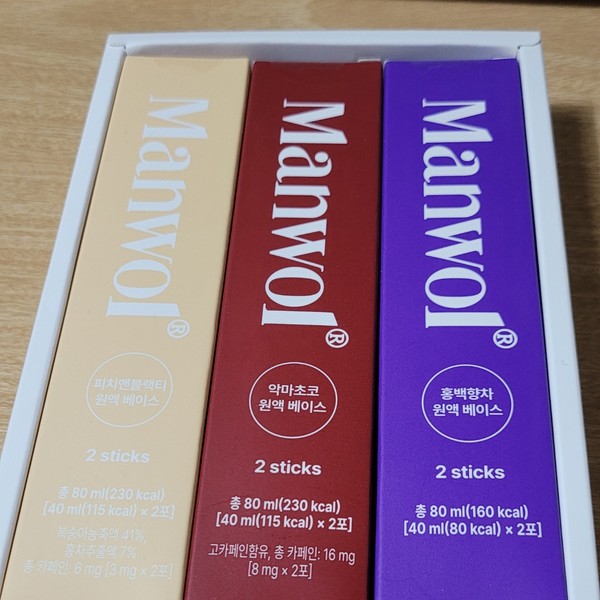 Manwol®
피치앤블랙티
원액 베이스
2 sticks
총 80 ml(230 kcal)
[40 ml(115 kcal) × 2포]
복숭아농축액 41%,
홍차추출액 7%
총 카페인: 6 mg [3 mg × 2포]
Manwol®
악마초코
원액 베이스
2 sticks
총 80 ml(230 kcal)
[40 ml(115 kcal) × 2포]
고카페인함유, 총 카페인: 16 mg
[8 mg × 2포]
Manwol®
홍백향차
원액 베이스
2 sticks
총 80 ml(160 kcal)
[40 ml(80 kcal) × 2포]